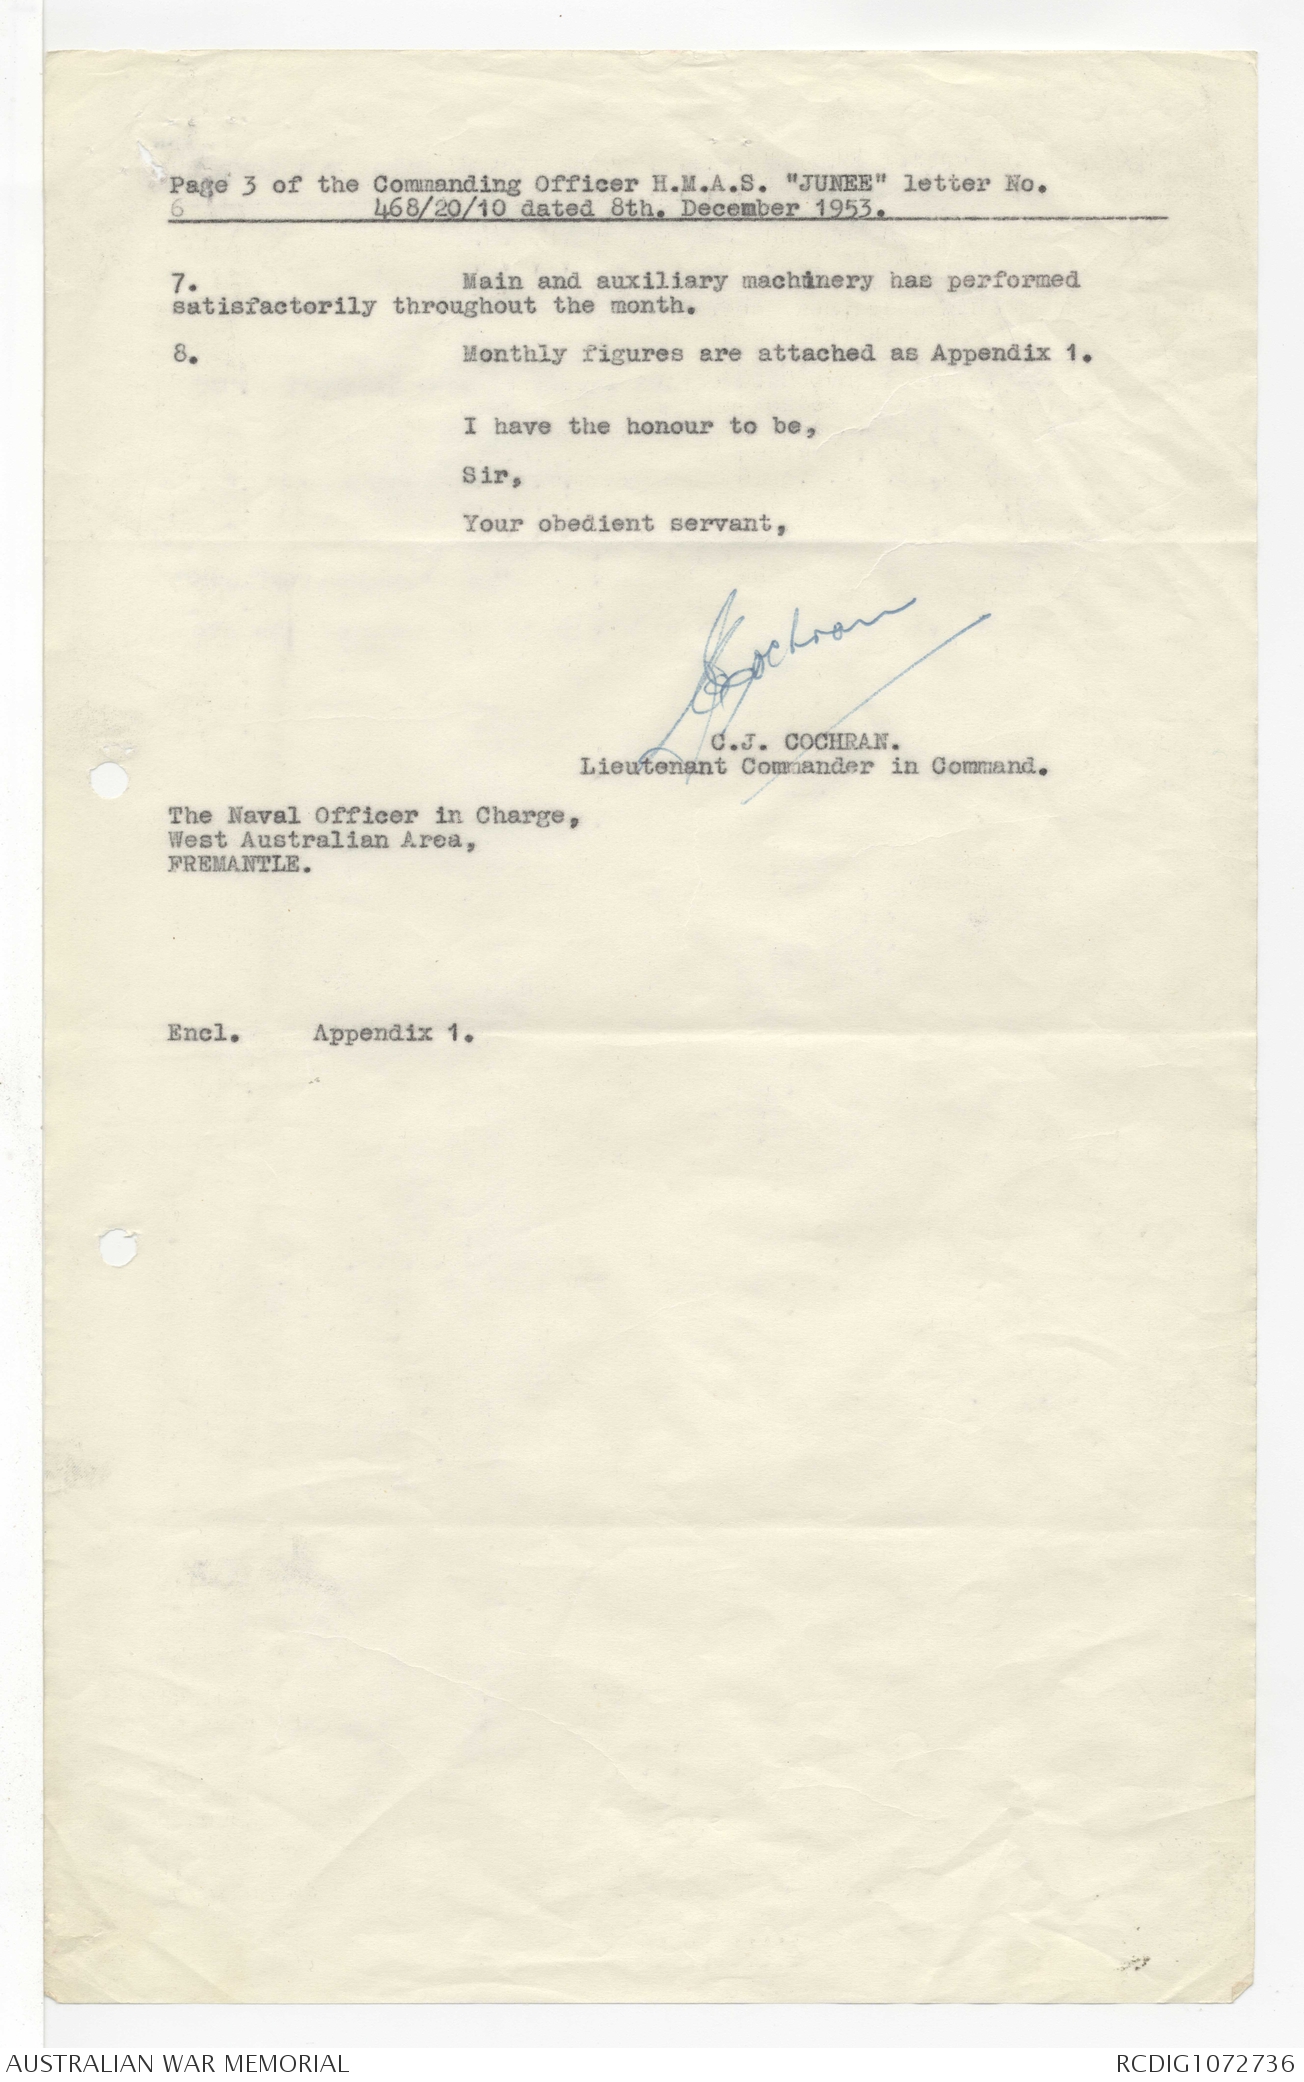 Page 3 of the Commanding Officer H.M.A.S. "JUNEE" letter No.
6 468/20/10 dated 8th. December 1953.
7. Main and auxiliary machinery has performed
satisfactorily throughout the month.
8. Monthly figures are attached as Appendix 1.
I have the honour to be,
Sir,
Your obedient servant,
CJCochran
C.J. COCHRAN.
Lieutenant Commander in Command.
The Naval Officer in Charge,
West Australian Area,
FREMANTLE.
Encl. Appendix 1.
AUSTRALIAN WAR MEMORIAL
RCDIG1072736